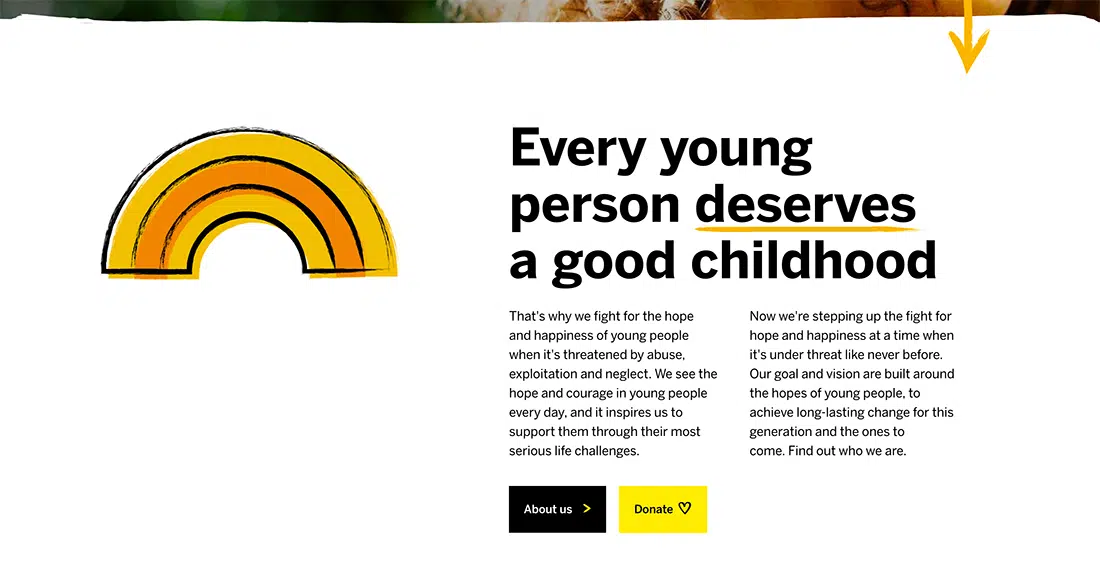 Every young
person deserves
a good childhood
That's why we fight for the hope
and happiness of young people
when it's threatened by abuse,
exploitation and neglect. We see the
hope and courage in young people
every day, and it inspires us to
support them through their most
serious life challenges.
Now we're stepping up the fight for
hope and happiness at a time when
it's under threat like never before.
Our goal and vision are built around
the hopes of young people, to
achieve long-lasting change for this
generation and the ones to
come. Find out who we are.
About us
Donate